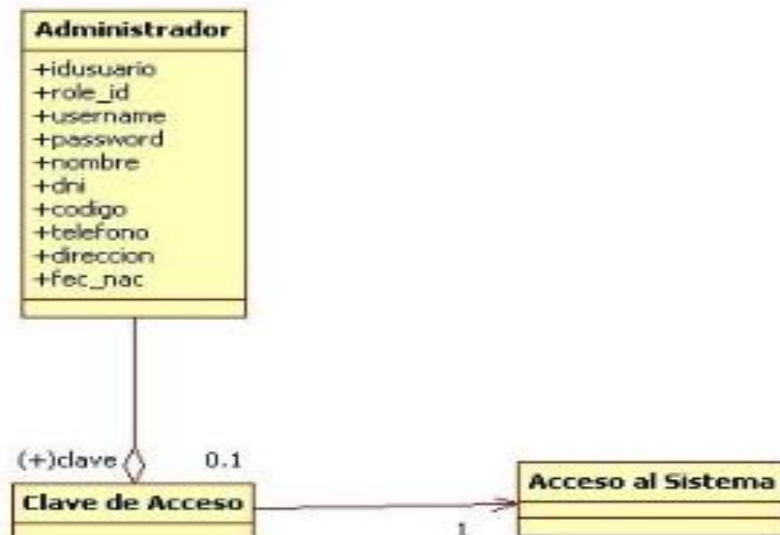 Administrador
+idusuario
+role_id
+username
+password
+nombre
+dni
+codigo
+telefono
+direccion
+fec_nac
(+)clave 0.1
Clave de Acceso
1
Acceso al Sistema